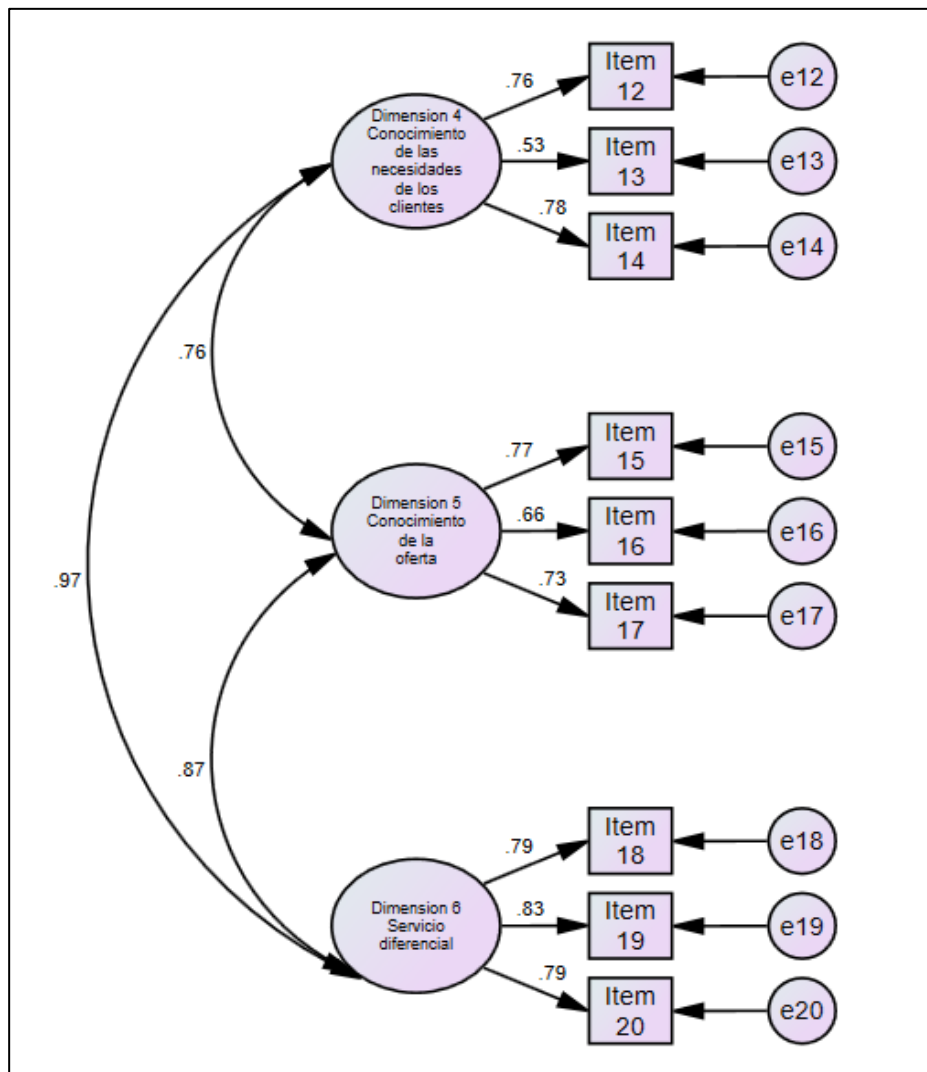 Item
12
e12
.76
Dimension 4
Conocimiento
de las
necesidades
de los
clientes
.53
Item
13
e13
.78
Item
14
e14
.76
.97
.87
Item
15
e15
.77
Dimension 5
Conocimiento
de la
oferta
.66
Item
16
e16
.73
Item
17
e17
Item
18
e18
.79
Dimension 6
Servicio
diferencial
.83
Item
19
e19
.79
Item
20
e20